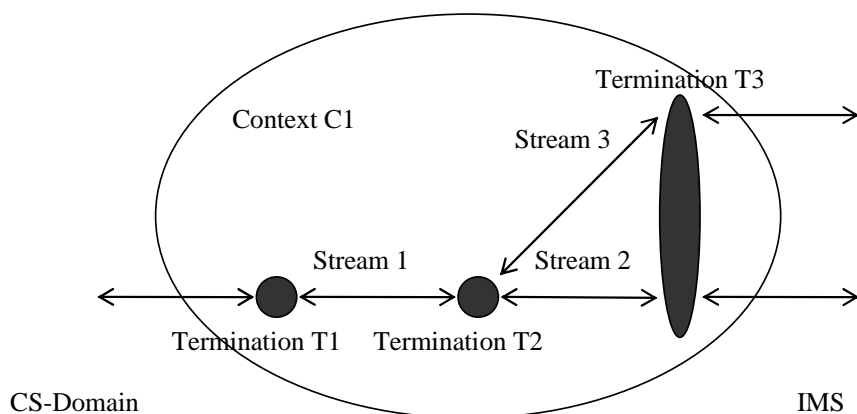 Termination T3
Context C1
Stream 3
Stream 1
Stream 2
Termination T1
Termination T2
CS-Domain
IMS